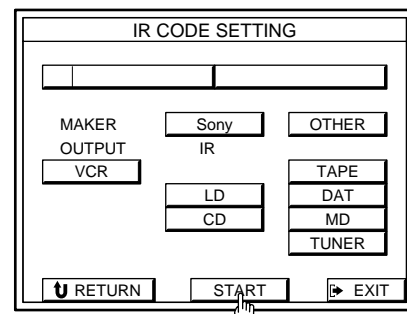 IR CODE SETTING
MAKER Sony OTHER
OUTPUT IR
VCR TAPE
LD DAT
CD MD
TUNER
RETURN START EXIT